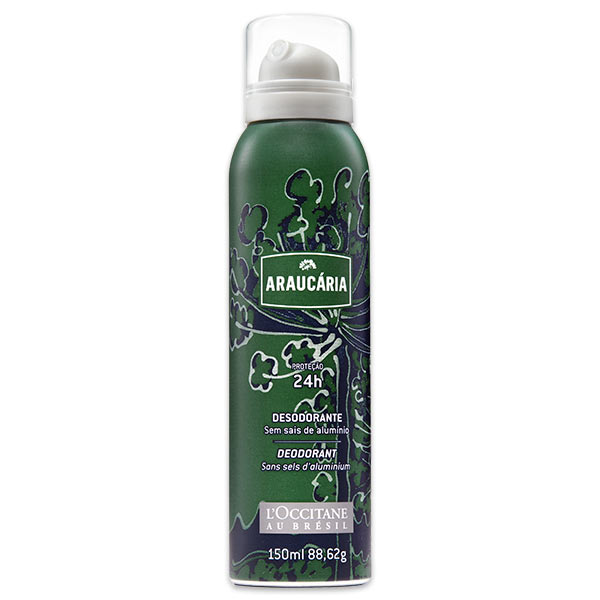 ARAUCÁRIA
PROTEÇÃO
24h
DESODORANTE
Sem sais de alumínio
DEODORANT
Sans sels d'aluminium
L'OCCITANE
AU BRÉSIL
150ml 88,62g